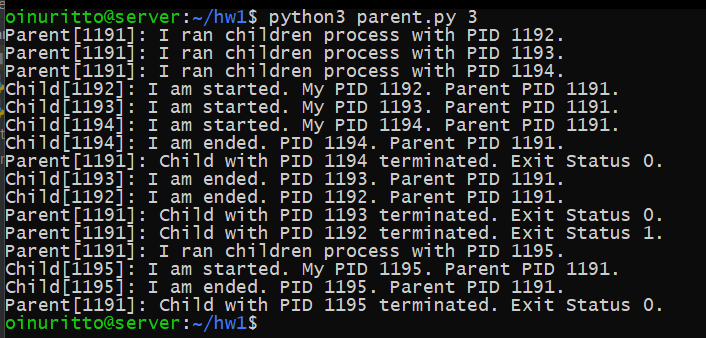 oinuritto@server:~/hw1$ python3 parent.py 3
Parent[1191]: I ran children process with PID 1192.
Parent[1191]: I ran children process with PID 1193.
Parent[1191]: I ran children process with PID 1194.
Child[1192]: I am started. My PID 1192. Parent PID 1191.
Child[1193]: I am started. My PID 1193. Parent PID 1191.
Child[1194]: I am started. My PID 1194. Parent PID 1191.
Child[1194]: I am ended. PID 1194. Parent PID 1191.
Parent[1191]: Child with PID 1194 terminated. Exit Status 0.
Child[1193]: I am ended. PID 1193. Parent PID 1191.
Child[1192]: I am ended. PID 1192. Parent PID 1191.
Parent[1191]: Child with PID 1193 terminated. Exit Status 0.
Parent[1191]: Child with PID 1192 terminated. Exit Status 1.
Parent[1191]: I ran children process with PID 1195.
Child[1195]: I am started. My PID 1195. Parent PID 1191.
Child[1195]: I am ended. PID 1195. Parent PID 1191.
Parent[1191]: Child with PID 1195 terminated. Exit Status 0.
oinuritto@server:~/hw1$